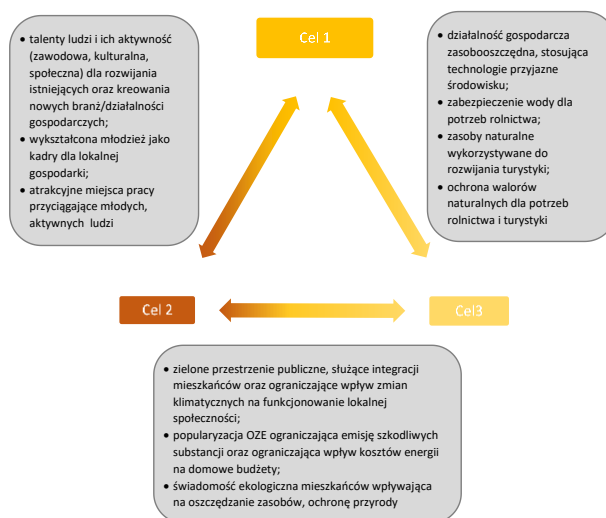 • talenty ludzi i ich aktywność
(zawodowa, kulturalna,
społeczna) dla rozwijania
istniejących oraz kreowania
nowych branż/działalności
gospodarczych;
• wykształcona młodzież jako
kadry dla lokalnej
gospodarki;
• atrakcyjne miejsca pracy
przyciągające młodych,
aktywnych ludzi
Cel 1
• działalność gospodarcza
zasobooszczędna, stosująca
technologie przyjazne
środowisku;
• zabezpieczenie wody dla
potrzeb rolnictwa;
• zasoby naturalne
wykorzystywane do
rozwijania turystyki;
• ochrona walorów
naturalnych dla potrzeb
rolnictwa i turystyki
Cel 2
Cel3
• zielone przestrzenie publiczne, służące integracji
mieszkańców oraz ograniczające wpływ zmian
klimatycznych na funkcjonowanie lokalnej
społeczności;
• popularyzacja OZE ograniczająca emisję szkodliwych
substancji oraz ograniczająca wpływ kosztów energii
na domowe budżety;
• świadomość ekologiczna mieszkańców wpływająca
na oszczędzanie zasobów, ochronę przyrody